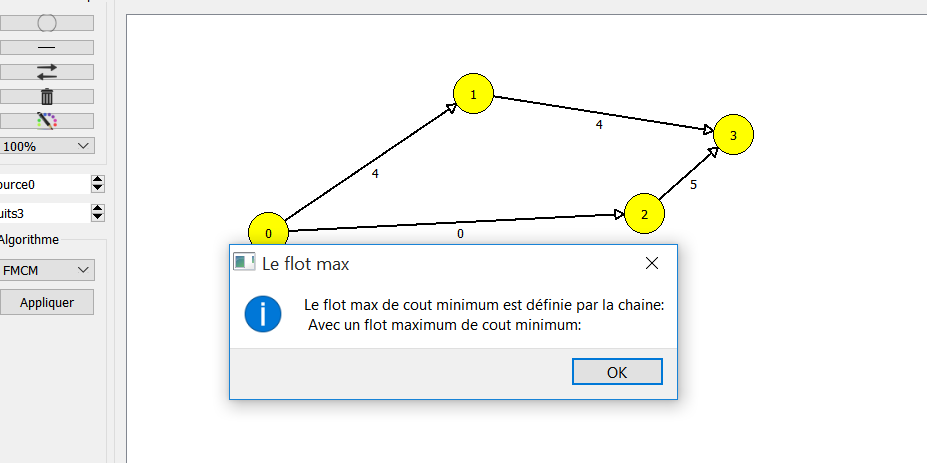 100%
ource0
uits3
Algorithme
FMCM
Appliquer
1
4
3
4
5
2
0
0
Le flot max
Le flot max de cout minimum est définie par la chaine:
Avec un flot maximum de cout minimum:
OK